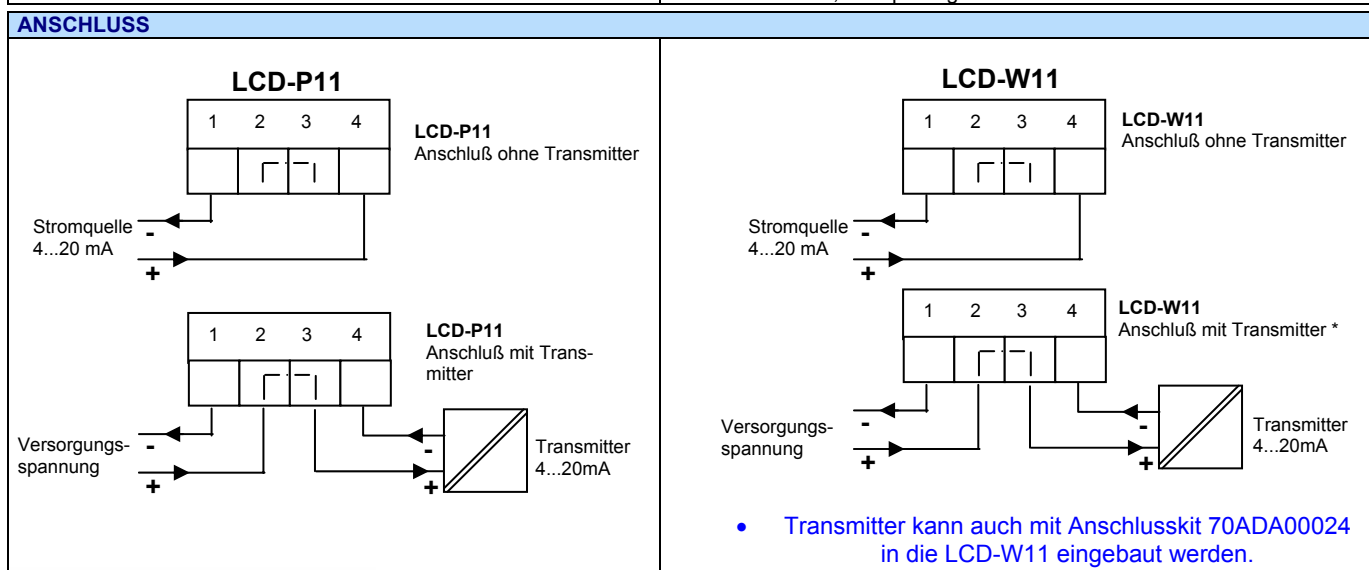 ANSCHLUSS
LCD-P11
1 2 3 4
LCD-P11
Anschluß ohne Transmitter
Stromquelle
4...20 mA
-
+
1 2 3 4
LCD-P11
Anschluß mit Trans-
mitter
Versorgungs-
spannung
-
+
-
+
Transmitter
4...20mA
LCD-W11
1 2 3 4
LCD-W11
Anschluß ohne Transmitter
Stromquelle
4...20 mA
-
+
1 2 3 4
LCD-W11
Anschluß mit Transmitter *
Versorgungs-
spannung
-
+
-
+
Transmitter
4...20mA
• Transmitter kann auch mit Anschlusskit 70ADA00024
in die LCD-W11 eingebaut werden.